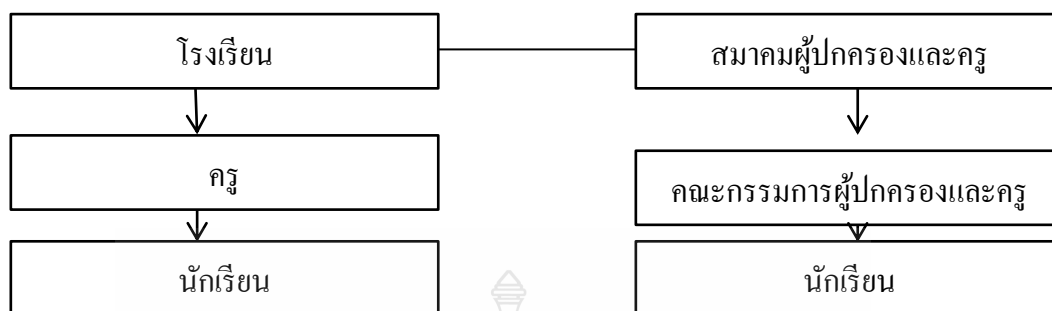 โรงเรียน
สมาคมผู้ปกครองและครู
ครู
คณะกรรมการผู้ปกครองและครู
นักเรียน
นักเรียน